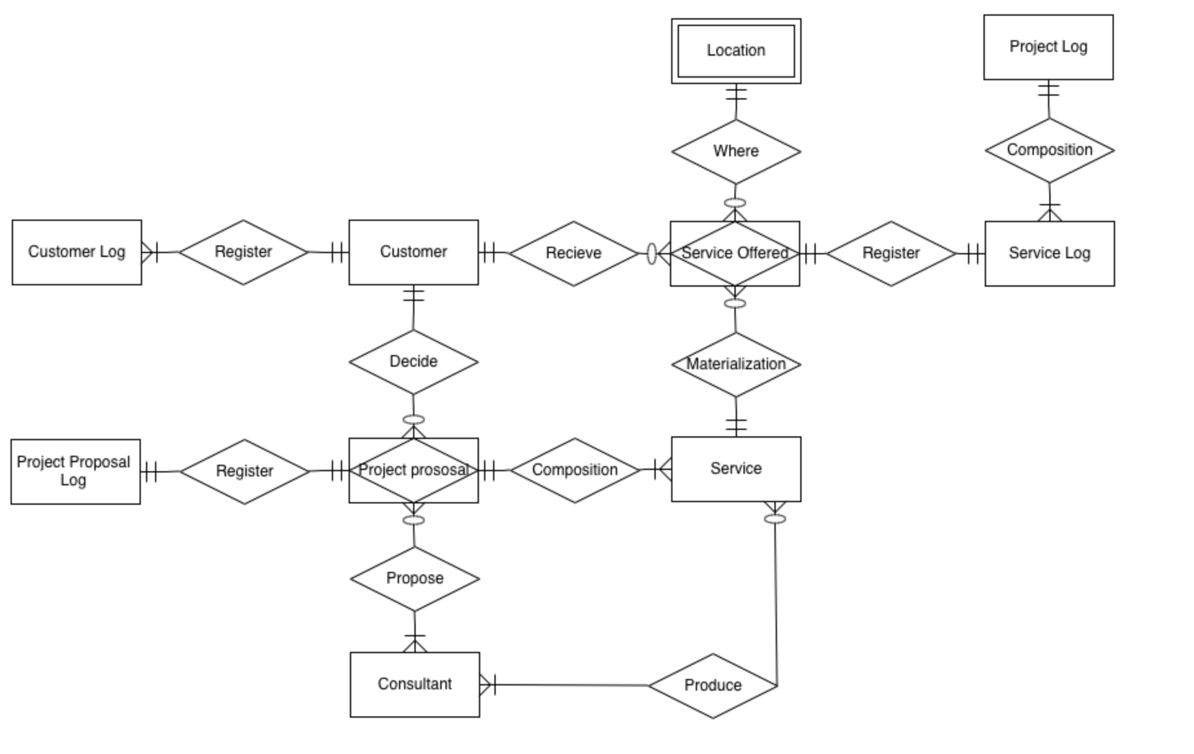 Location
Project Log
Where
Composition
Customer Log
Register
Customer
Recieve
Service Offered
Register
Service Log
Decide
Materialization
Project Proposal
Log
Register
Project prososal
Composition
Service
Propose
Consultant
Produce